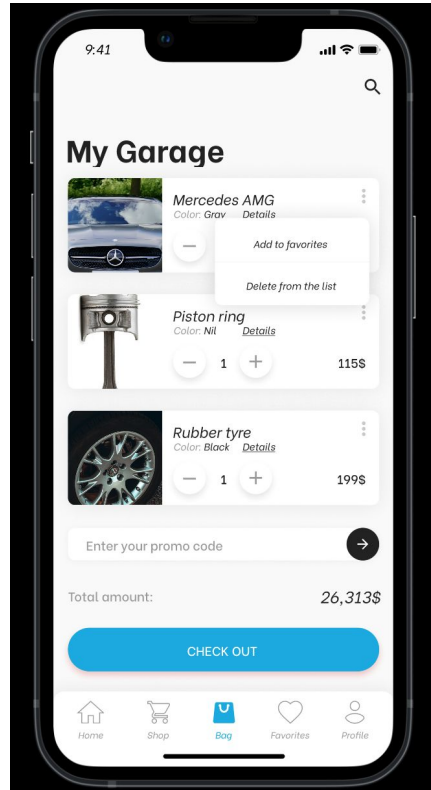 9:41
My Garage
Mercedes AMG
Color: Gray Details
Add to favorites
Delete from the list
Piston ring
Color: Nil Details
1 115$
Rubber tyre
Color: Black Details
1 199$
Enter your promo code
Total amount: 26,313$
CHECK OUT
Home Shop Bag Favorites Profile